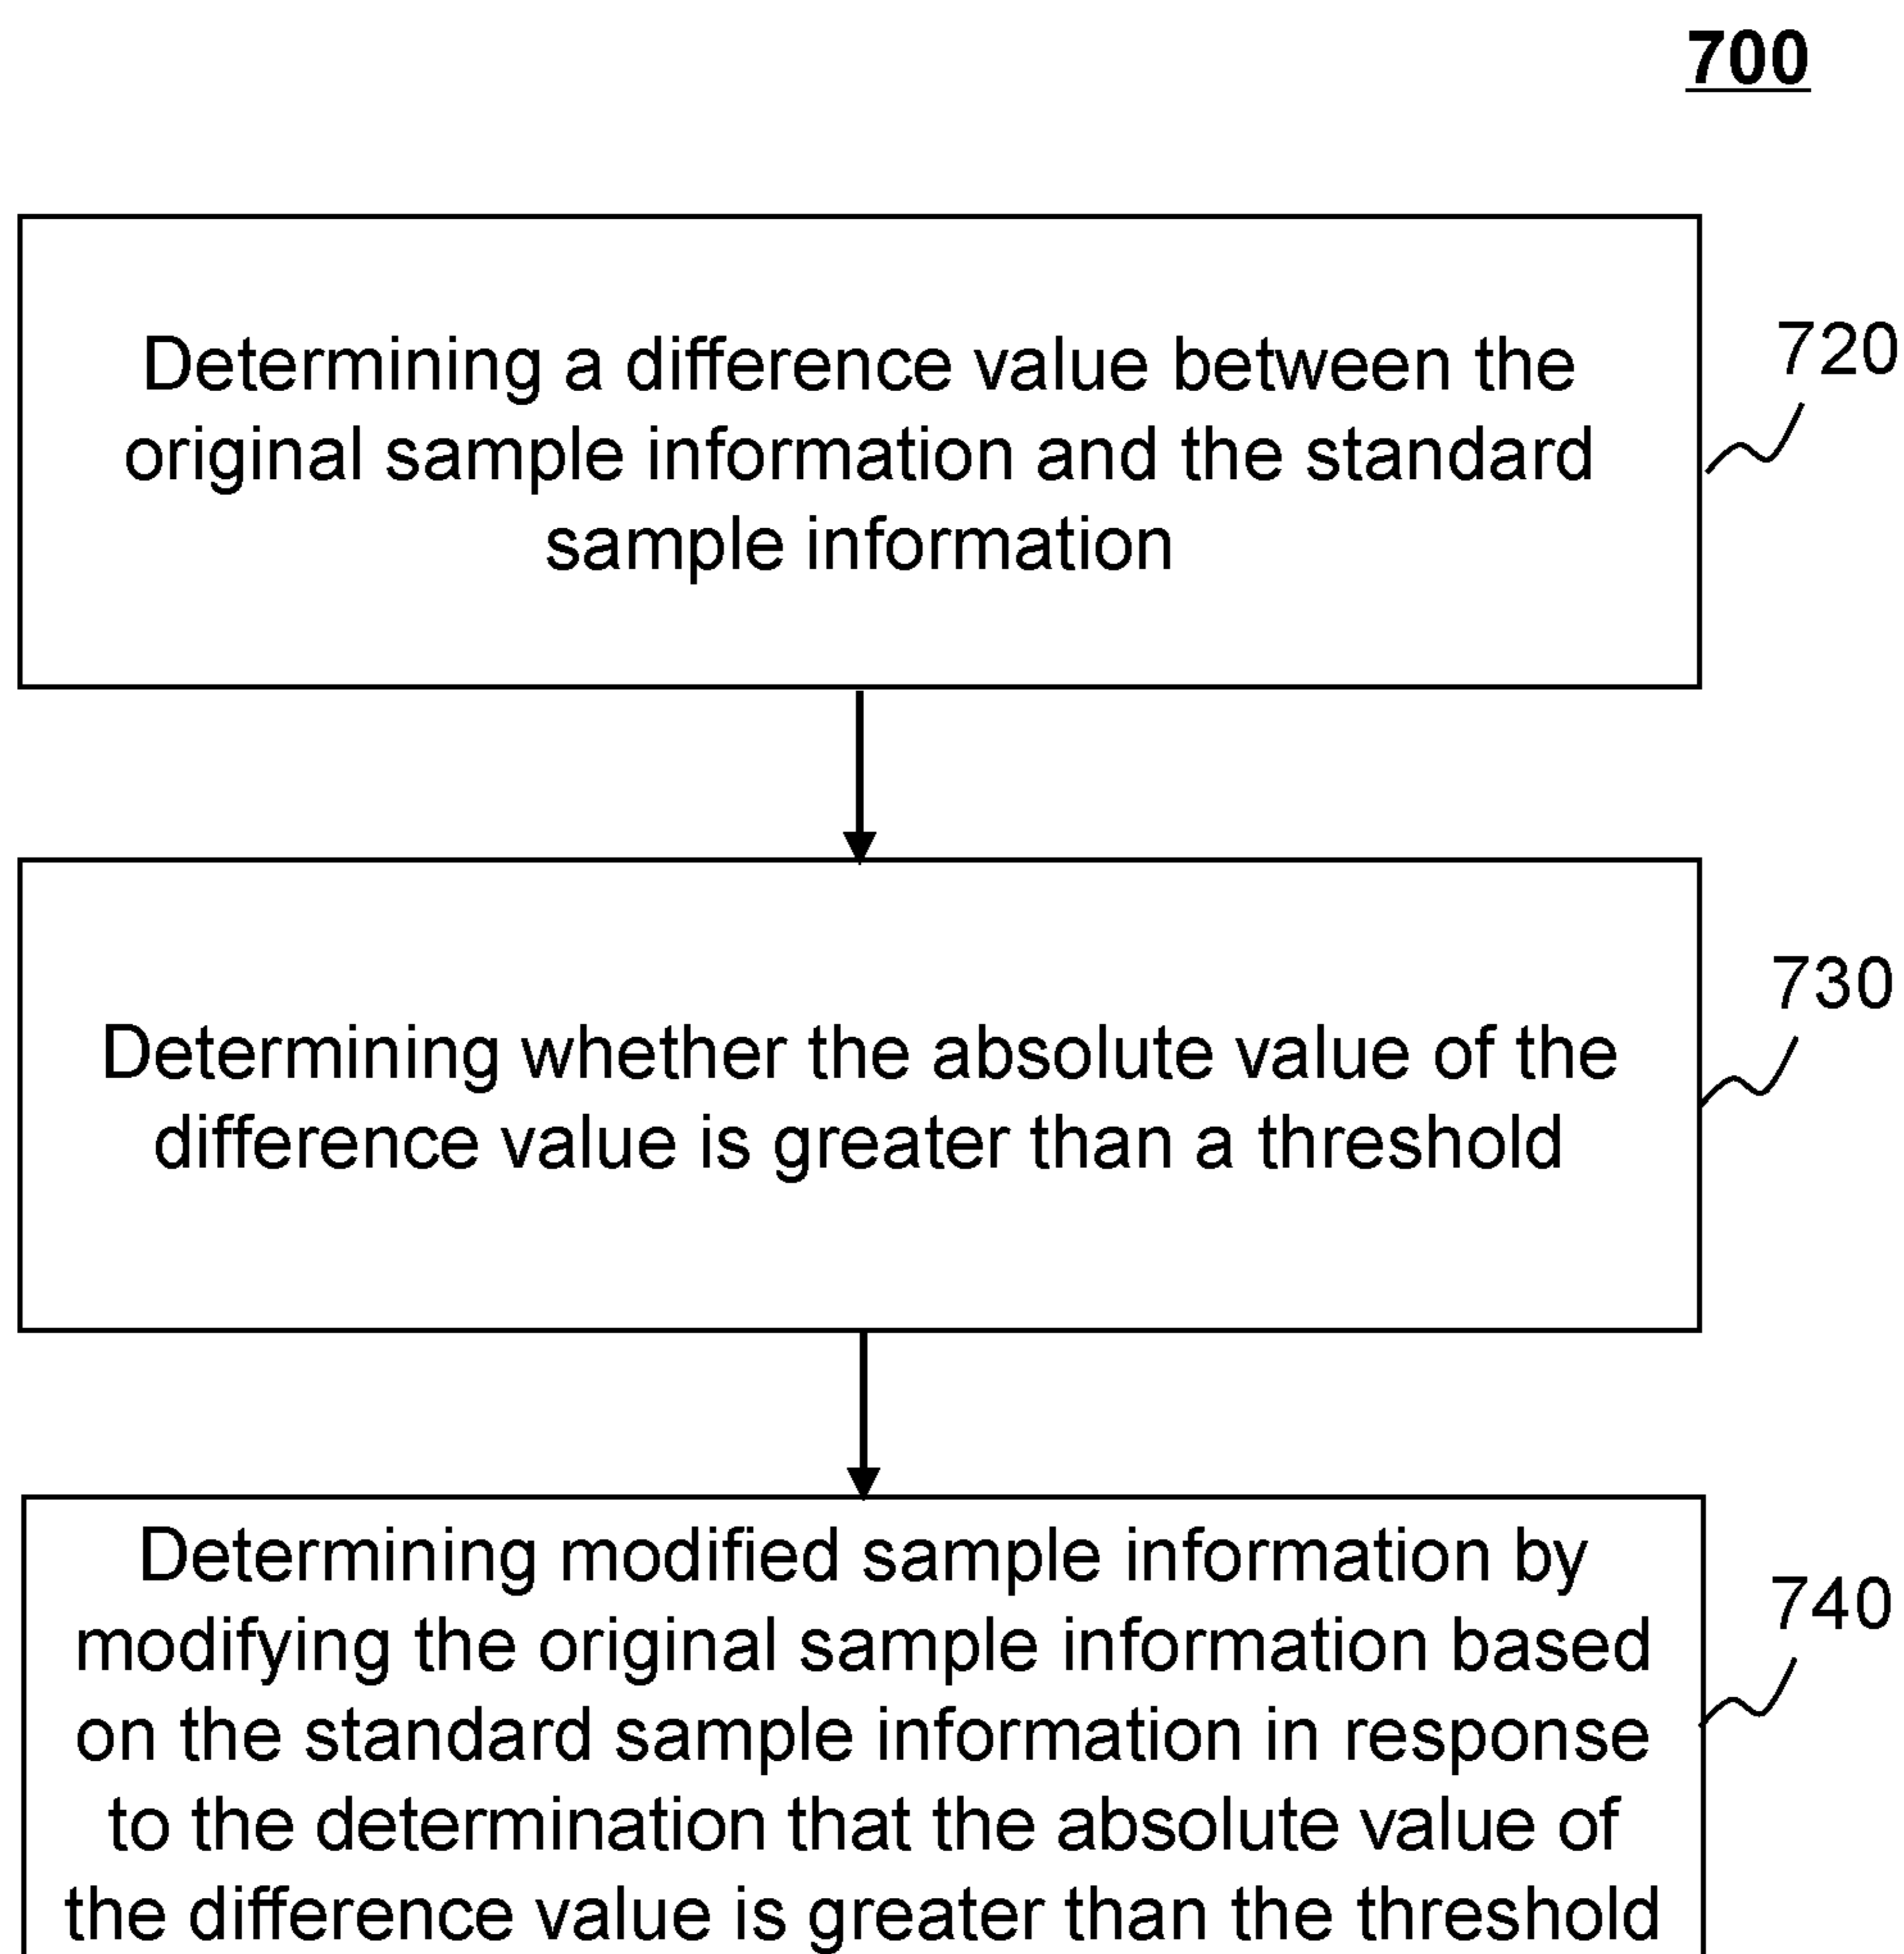 700
Determining a difference value between the
original sample information and the standard
sample information
720
Determining whether the absolute value of the
difference value is greater than a threshold
730
Determining modified sample information by
modifying the original sample information based
on the standard sample information in response
to the determination that the absolute value of
the difference value is greater than the threshold
740